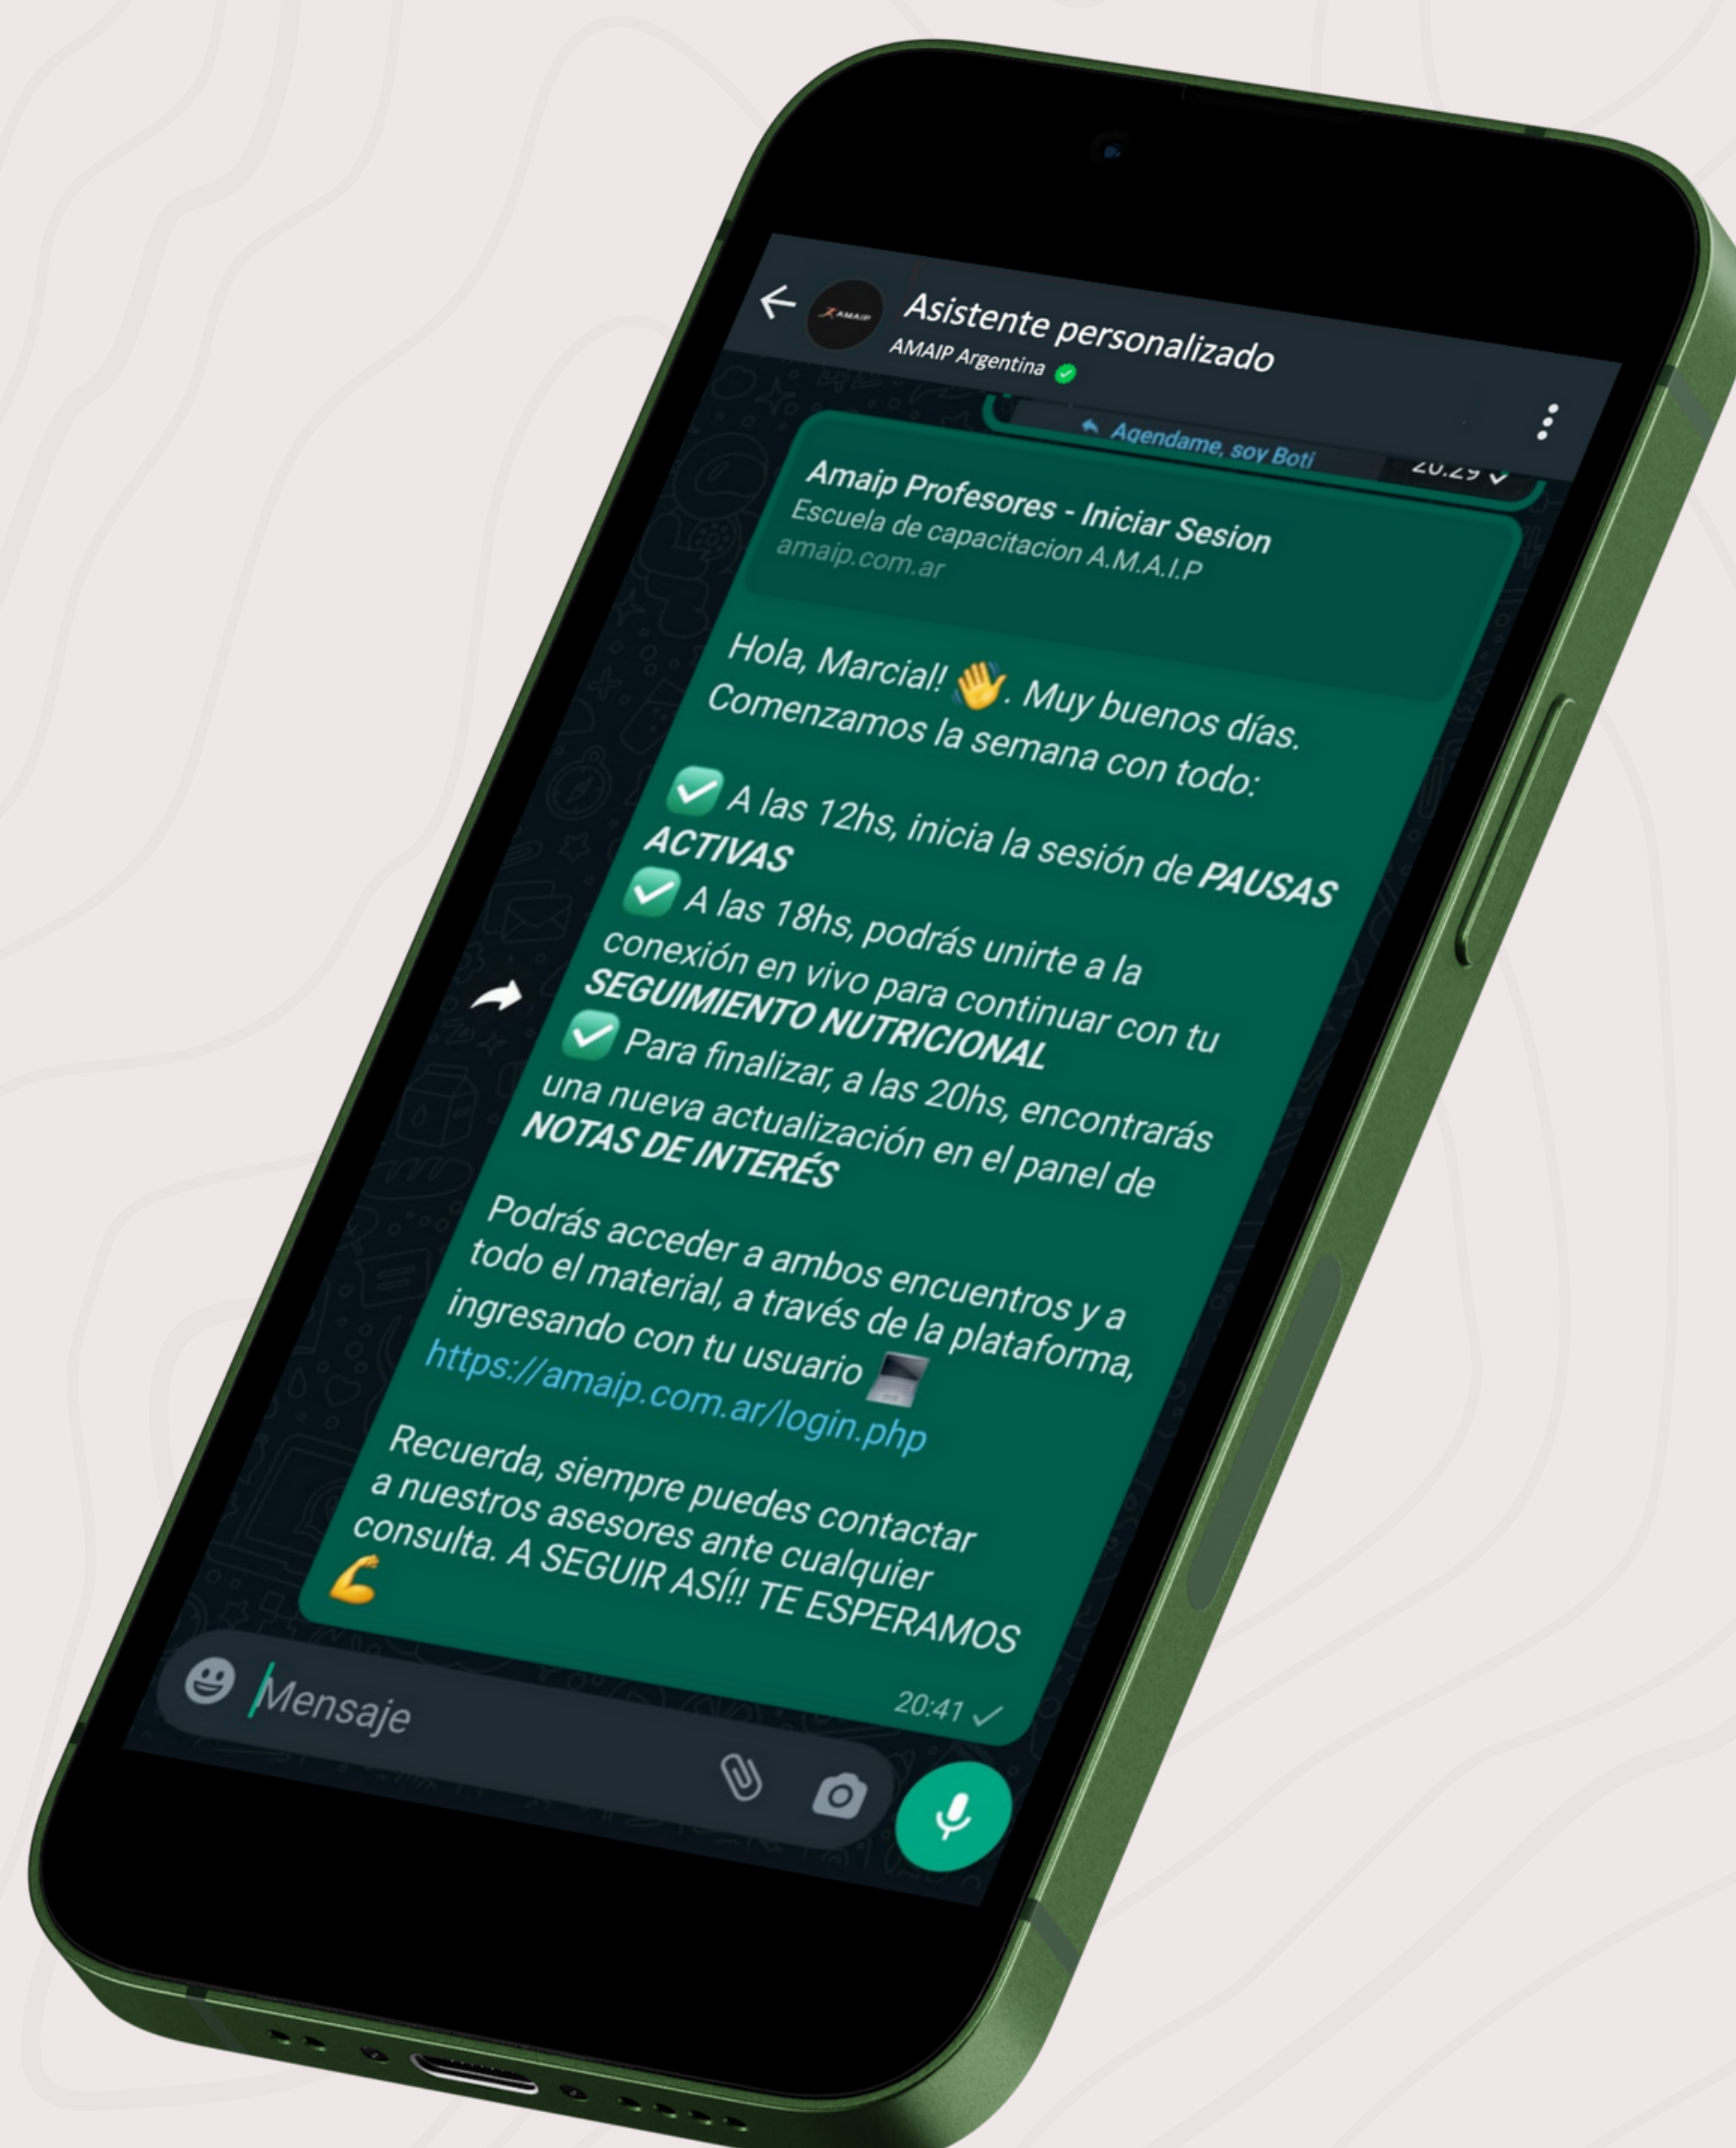 AMAIP
Asistente personalizado
AMAIP Argentina
Agendame, soy Boti
20:29
Amaip Profesores - Iniciar Sesion
Escuela de capacitacion A.M.A.I.P
amaip.com.ar
Hola, Marcial! 👋. Muy buenos días.
Comenzamos la semana con todo:
✅ A las 12hs, inicia la sesión de PAUSAS
ACTIVAS
✅ A las 18hs, podrás unirte a la
conexión en vivo para continuar con tu
SEGUIMIENTO NUTRICIONAL
✅ Para finalizar, a las 20hs, encontrarás
una nueva actualización en el panel de
NOTAS DE INTERÉS
Podrás acceder a ambos encuentros y a
todo el material, a través de la plataforma,
ingresando con tu usuario 💻
https://amaip.com.ar/login.php
Recuerda, siempre puedes contactar
a nuestros asesores ante cualquier
consulta. A SEGUIR ASÍ!! TE ESPERAMOS
💪
20:41
Mensaje